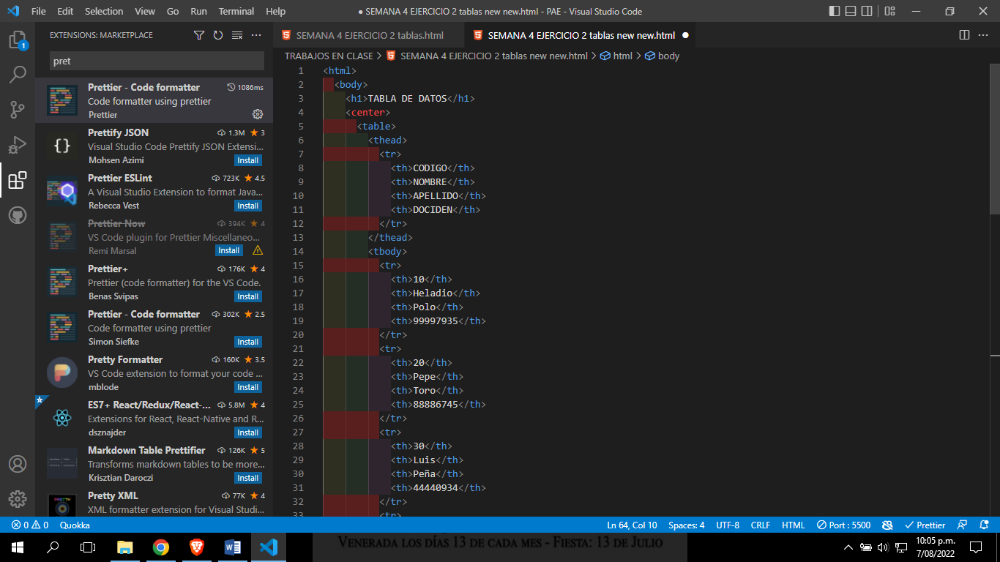 File Edit Selection View Go Run Terminal Help
● SEMANA 4 EJERCICIO 2 tablas new new.html - PAE - Visual Studio Code
1
EXTENSIONS: MARKETPLACE
pret
Prettier - Code formatter 1086ms
Code formatter using prettier
Prettier
Prettify JSON 1.3M ★ 3
Visual Studio Code Prettify JSON Extensi...
Mohsen Azimi Install
Prettier ESLint 723K ★ 4.5
A Visual Studio Extension to format Java...
Rebecca Vest Install
Prettier Now 394K ★ 4
VS Code plugin for Prettier Miscellaneo...
Remi Marsal Install
Prettier+ 176K ★ 4
Prettier (code formatter) for the VS Code.
Benas Svipas Install
Prettier - Code formatter 302K ★ 2.5
Code formatter using prettier
Simon Siefke Install
Pretty Formatter 160K ★ 3.5
VS Code extension to format your code ...
mblode Install
ES7+ React/Redux/React-... 5.8M ★ 4
Extensions for React, React-Native and R...
dsznajder Install
Markdown Table Prettifier 126K ★ 5
Transforms markdown tables to be more...
Krisztian Daroczi Install
Pretty XML 77K ★ 4
XML formatter extension for Visual Studi...
SEMANA 4 EJERCICIO 2 tablas.html
SEMANA 4 EJERCICIO 2 tablas new new.html ●
TRABAJOS EN CLASE > SEMANA 4 EJERCICIO 2 tablas new new.html > html > body
1 <html>
2 <body>
3 <h1>TABLA DE DATOS</h1>
4 <center>
5 <table>
6 <thead>
7 <tr>
8 <th>CODIGO</th>
9 <th>NOMBRE</th>
10 <th>APELLIDO</th>
11 <th>DOCIDEN</th>
12 </tr>
13 </thead>
14 <tbody>
15 <tr>
16 <th>10</th>
17 <th>Heladio</th>
18 <th>Polo</th>
19 <th>99997935</th>
20 </tr>
21 <tr>
22 <th>20</th>
23 <th>Pepe</th>
24 <th>Toro</th>
25 <th>88886745</th>
26 </tr>
27 <tr>
28 <th>30</th>
29 <th>Luis</th>
30 <th>Peña</th>
31 <th>44440934</th>
32 </tr>
33 <tr>
0 0 Quokka
Ln 64, Col 10 Spaces: 4 UTF-8 CRLF HTML Port : 5500 Prettier
VENERADA LOS DÍAS 13 DE CADA MES - FIESTA: 13 DE JULIO
10:05 p.m.
7/08/2022